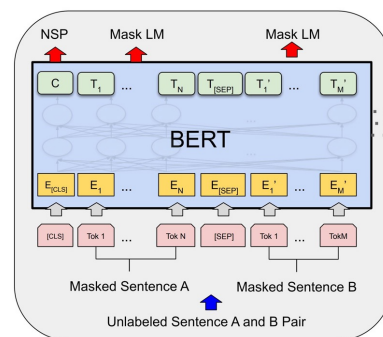 NSP Mask LM Mask LM
C T1 ... TN T[SEP] T1' ... TM'
BERT
E[CLS] E1 ... EN E[SEP] E1' ... EM'
[CLS] Tok 1 ... Tok N [SEP] Tok 1 ... TokM
Masked Sentence A Masked Sentence B
Unlabeled Sentence A and B Pair